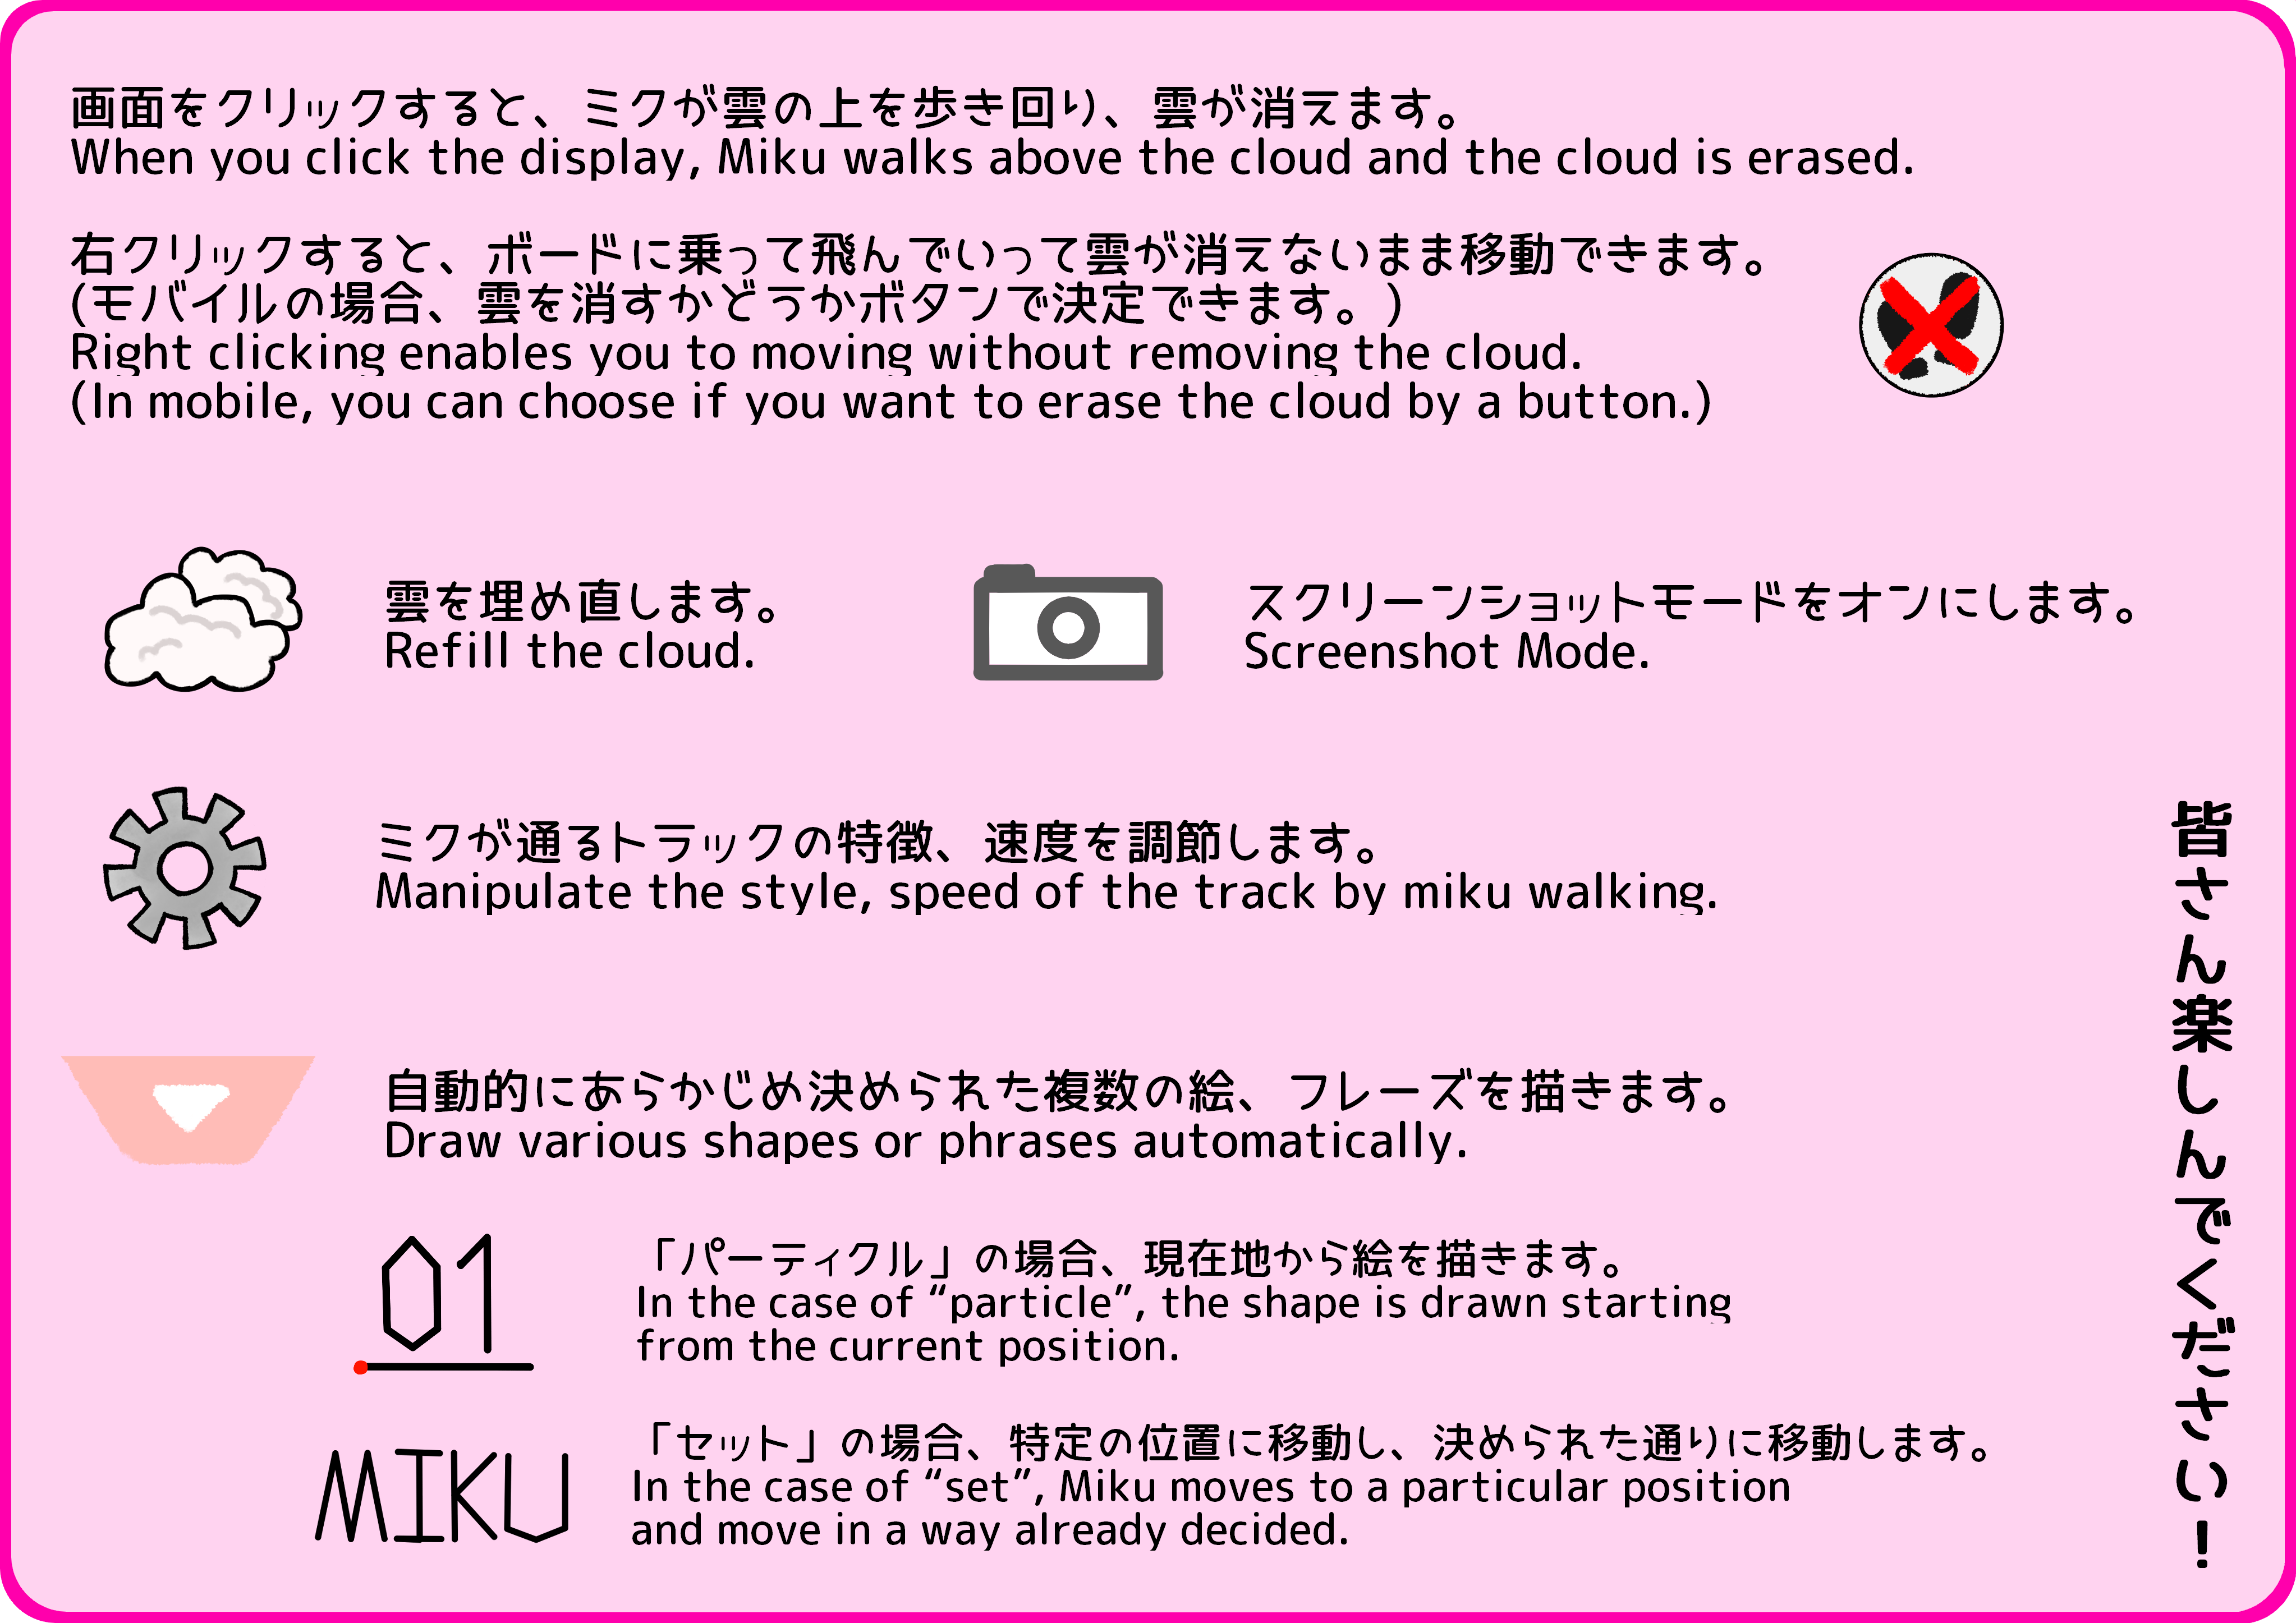 画面をクリックすると、ミクが雲の上を歩き回り、雲が消えます。
When you click the display, Miku walks above the cloud and the cloud is erased.
右クリックすると、ボードに乗って飛んでいって雲が消えないまま移動できます。
(モバイルの場合、雲を消すかどうかボタンで決定できます。)
Right clicking enables you to moving without removing the cloud.
(In mobile, you can choose if you want to erase the cloud by a button.)
雲を埋め直します。
Refill the cloud.
スクリーンショットモードをオンにします。
Screenshot Mode.
ミクが通るトラックの特徴、速度を調節します。
Manipulate the style, speed of the track by miku walking.
自動的にあらかじめ決められた複数の絵、フレーズを描きます。
Draw various shapes or phrases automatically.
01
「パーティクル」の場合、現在地から絵を描きます。
In the case of “particle”, the shape is drawn starting
from the current position.
MIKU
「セット」の場合、特定の位置に移動し、決められた通りに移動します。
In the case of “set”, Miku moves to a particular position
and move in a way already decided.
皆さん楽しんでください！